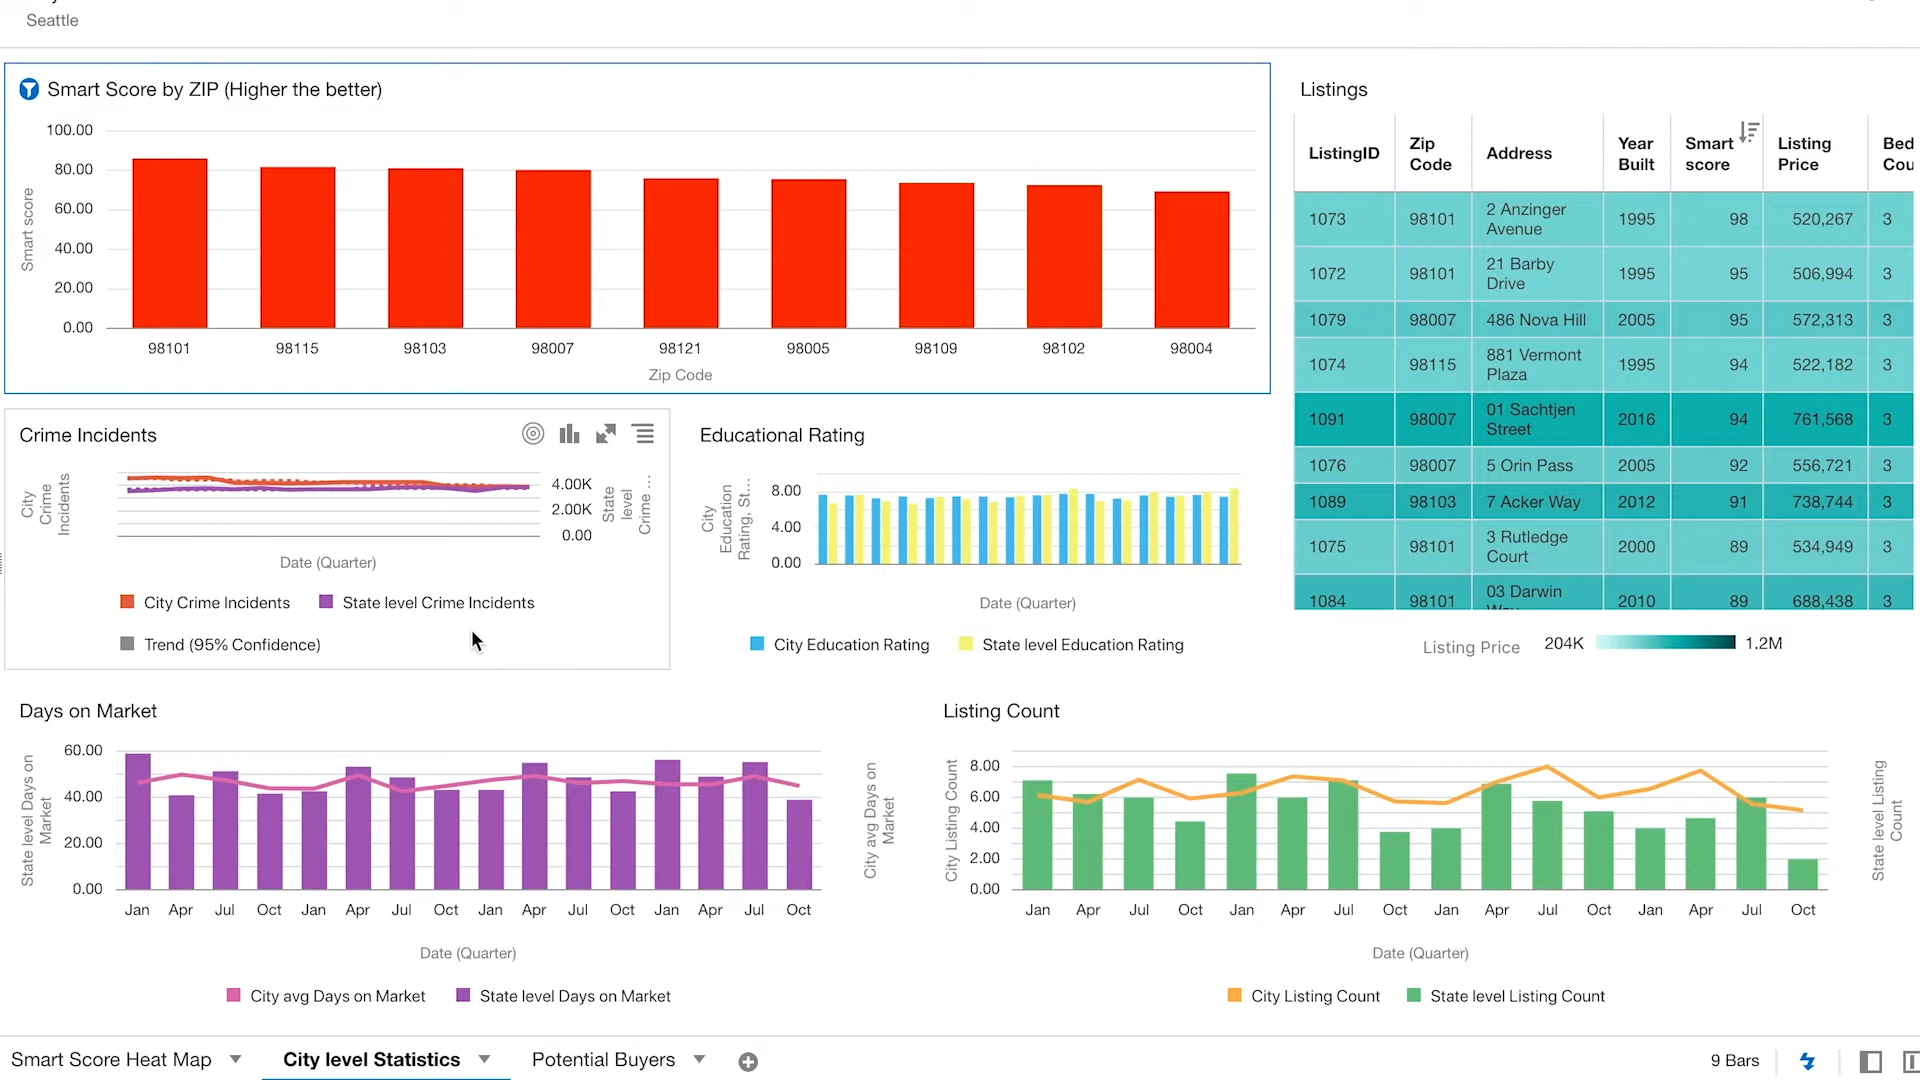 Seattle
Smart Score by ZIP (Higher the better)
100.00
80.00
60.00
40.00
20.00
0.00
Smart score
98101 98115 98103 98007 98121 98005 98109 98102 98004
Zip Code
Listings
ListingID Zip Code Address Year Built Smart score Listing Price Bed Cou
1073 98101 2 Anzinger Avenue 1995 98 520,267 3
1072 98101 21 Barby Drive 1995 95 506,994 3
1079 98007 486 Nova Hill 2005 95 572,313 3
1074 98115 881 Vermont Plaza 1995 94 522,182 3
1091 98007 01 Sachtjen Street 2016 94 761,568 3
1076 98007 5 Orin Pass 2005 92 556,721 3
1089 98103 7 Acker Way 2012 91 738,744 3
1075 98101 3 Rutledge Court 2000 89 534,949 3
1084 98101 03 Darwin 2010 89 688,438 3
Listing Price 204K 1.2M
Crime Incidents
City Crime Incidents
4.00K
2.00K
0.00
State level Crime ...
Date (Quarter)
City Crime Incidents State level Crime Incidents
Trend (95% Confidence)
Educational Rating
City Education Rating, St...
8.00
4.00
0.00
Date (Quarter)
City Education Rating State level Education Rating
Days on Market
State level Days on Market
60.00
40.00
20.00
0.00
City avg Days on Market
Jan Apr Jul Oct Jan Apr Jul Oct Jan Apr Jul Oct Jan Apr Jul Oct
Date (Quarter)
City avg Days on Market State level Days on Market
Listing Count
City Listing Count
8.00
6.00
4.00
2.00
0.00
State level Listing Count
Jan Apr Jul Oct Jan Apr Jul Oct Jan Apr Jul Oct Jan Apr Jul Oct
Date (Quarter)
City Listing Count State level Listing Count
Smart Score Heat Map City level Statistics Potential Buyers 9 Bars